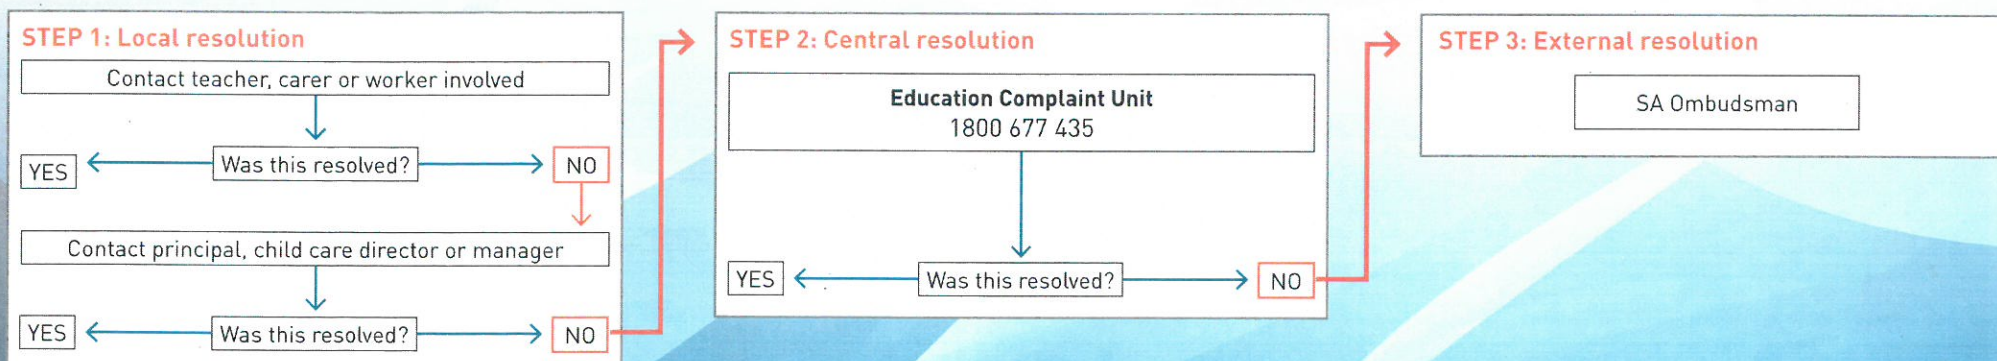 STEP 1: Local resolution
Contact teacher, carer or worker involved
YES
Was this resolved?
NO
Contact principal, child care director or manager
YES
Was this resolved?
NO
STEP 2: Central resolution
Education Complaint Unit
1800 677 435
YES
Was this resolved?
NO
STEP 3: External resolution
SA Ombudsman